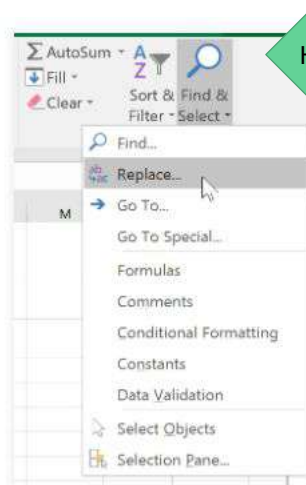 AutoSum
Fill
Clear
Sort & Filter
Find & Select
H
Find...
Replace...
M
Go To...
Go To Special...
Formulas
Comments
Conditional Formatting
Constants
Data Validation
Select Objects
Selection Pane...